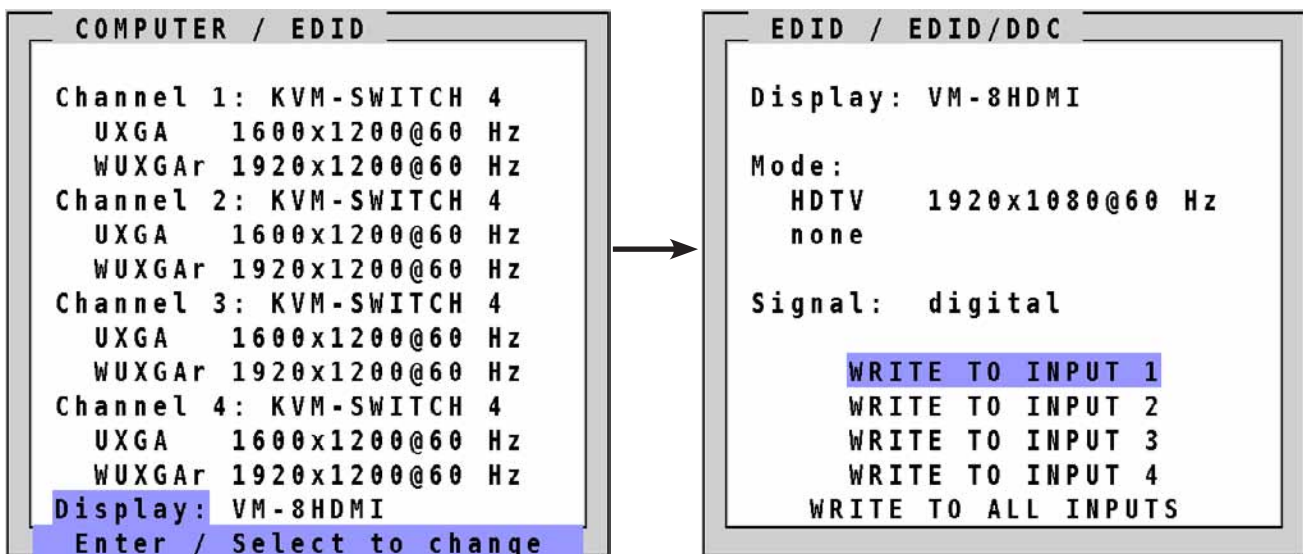 COMPUTER / EDID
Channel 1: KVM-SWITCH 4
UXGA 1600x1200@60 Hz
WUXGAr 1920x1200@60 Hz
Channel 2: KVM-SWITCH 4
UXGA 1600x1200@60 Hz
WUXGAr 1920x1200@60 Hz
Channel 3: KVM-SWITCH 4
UXGA 1600x1200@60 Hz
WUXGAr 1920x1200@60 Hz
Channel 4: KVM-SWITCH 4
UXGA 1600x1200@60 Hz
WUXGAr 1920x1200@60 Hz
Display: VM-8HDMI
Enter / Select to change
EDID / EDID/DDC
Display: VM-8HDMI
Mode:
HDTV 1920x1080@60 Hz
none
Signal: digital
WRITE TO INPUT 1
WRITE TO INPUT 2
WRITE TO INPUT 3
WRITE TO INPUT 4
WRITE TO ALL INPUTS